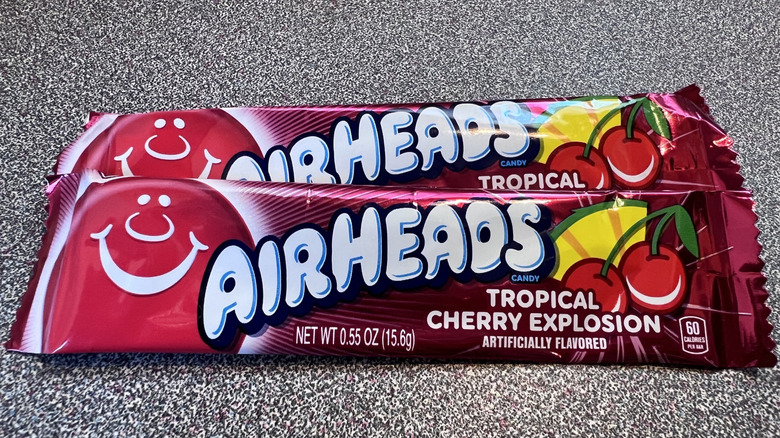 AIRHEADS
CANDY
TROPICAL
AIRHEADS
CANDY
TROPICAL
CHERRY EXPLOSION
ARTIFICIALLY FLAVORED
NET WT 0.55 OZ (15.6g)
60
CALORIES
PER BAR